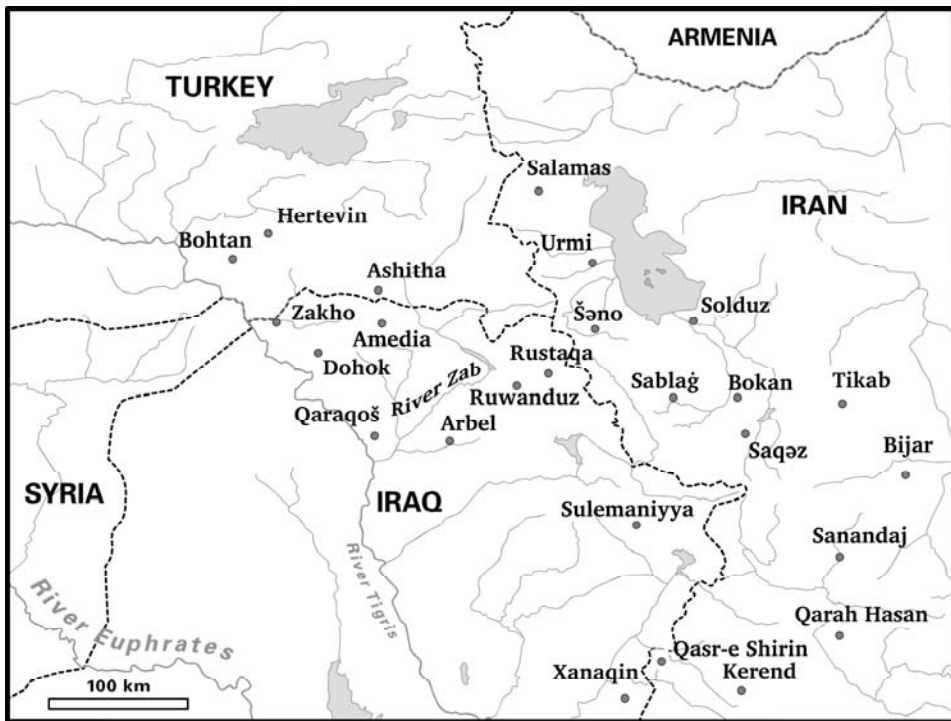 ARMENIA
TURKEY
Salamas
IRAN
Hertevin
Bohtan
Urmi
Ashitha
Zakho
Šəno
Solduz
Amedia
Dohok
River Zab
Rustaqa
Sablaġ
Bokan
Tikab
Ruwanduz
Qaraqoš
Arbel
Saqəz
Bijar
SYRIA
IRAQ
Sulemaniyya
Sanandaj
River Tigris
River Euphrates
Qarah Hasan
Qasr-e Shirin
Xanaqin
Kerend
100 km